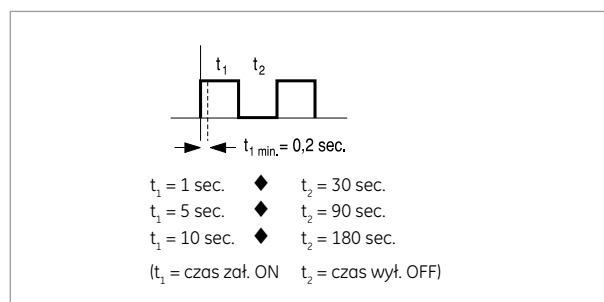 t₁ t₂
t₁ min. = 0,2 sec.
t₁ = 1 sec. ♦ t₂ = 30 sec.
t₁ = 5 sec. ♦ t₂ = 90 sec.
t₁ = 10 sec. ♦ t₂ = 180 sec.
(t₁ = czas zał. ON t₂ = czas wył. OFF)